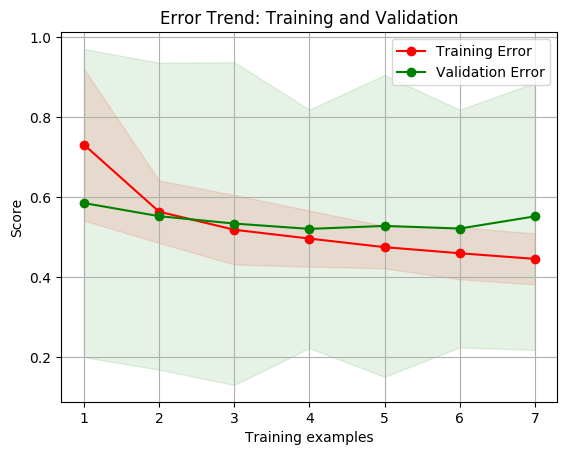 Error Trend: Training and Validation
1.0
0.8
0.6
0.4
0.2
Score
Training Error
Validation Error
1 2 3 4 5 6 7
Training examples